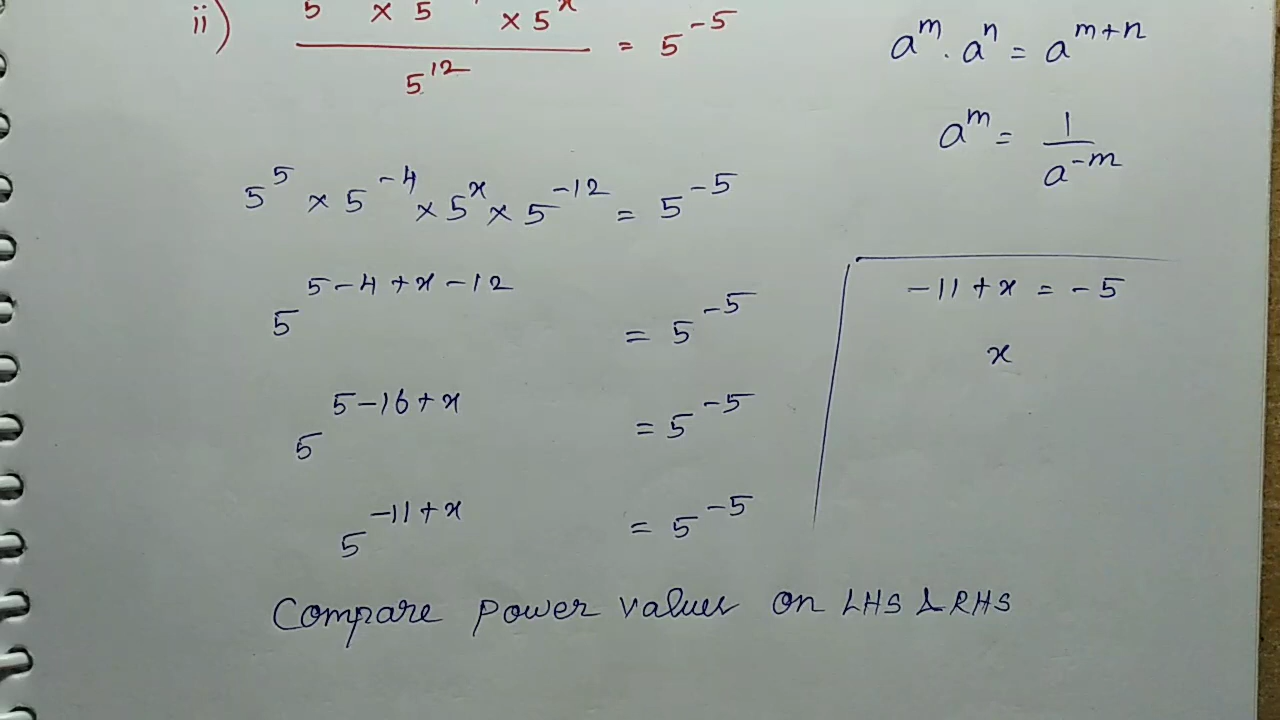 ii) 5 × 5 × 5^x
/ 5^12 = 5^-5
a^m . a^n = a^m+n
a^m = 1/a^-m
5^5 × 5^-4 × 5^x × 5^-12 = 5^-5
5^5-4+x-12 = 5^-5
5^5-16+x = 5^-5
5^-11+x = 5^-5
-11+x = -5
x
Compare power values on LHS & RHS